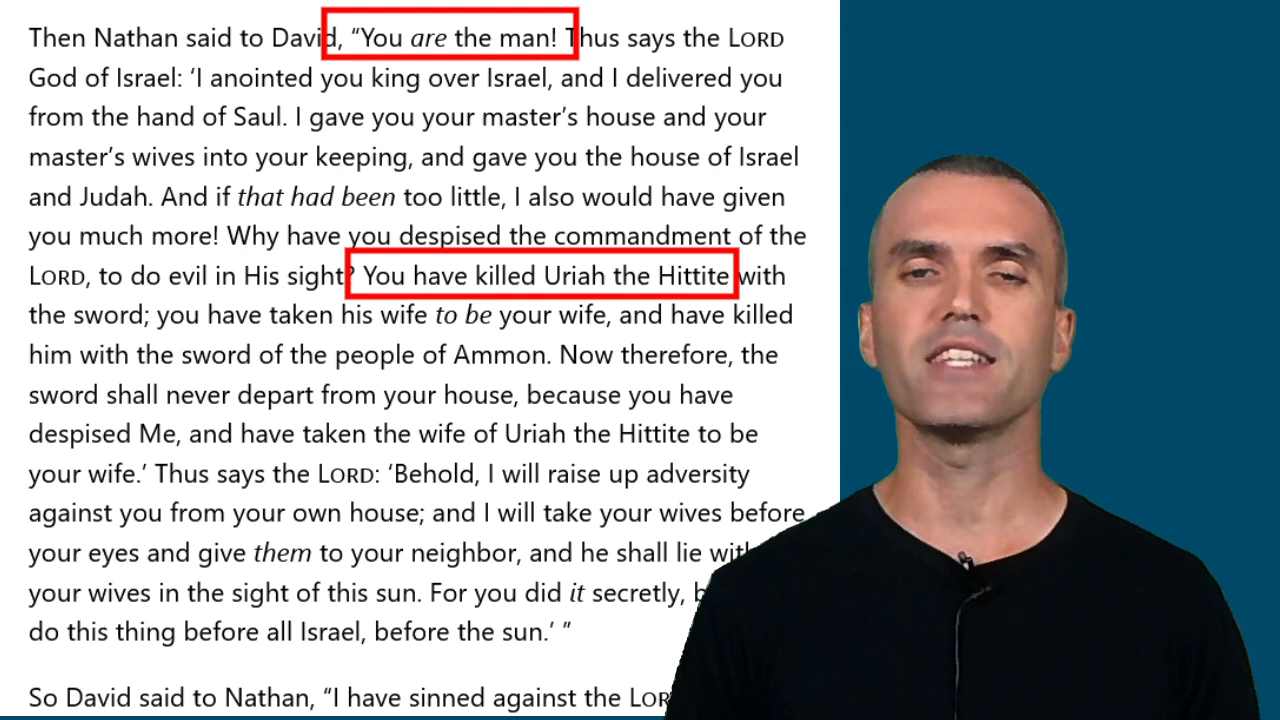 Then Nathan said to David, “You are the man! Thus says the LORD
God of Israel: ‘I anointed you king over Israel, and I delivered you
from the hand of Saul. I gave you your master’s house and your
master’s wives into your keeping, and gave you the house of Israel
and Judah. And if that had been too little, I also would have given
you much more! Why have you despised the commandment of the
LORD, to do evil in His sight? You have killed Uriah the Hittite with
the sword; you have taken his wife to be your wife, and have killed
him with the sword of the people of Ammon. Now therefore, the
sword shall never depart from your house, because you have
despised Me, and have taken the wife of Uriah the Hittite to be
your wife.’ Thus says the LORD: ‘Behold, I will raise up adversity
against you from your own house; and I will take your wives before
your eyes and give them to your neighbor, and he shall lie with
your wives in the sight of this sun. For you did it secretly,
do this thing before all Israel, before the sun.’ ”
So David said to Nathan, “I have sinned against the